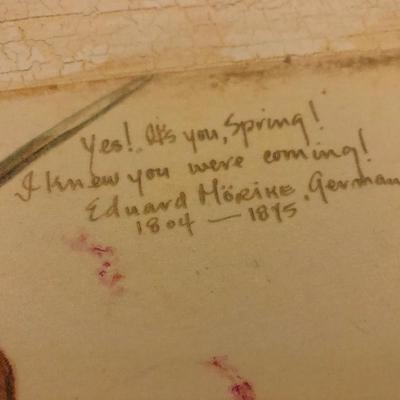 Yes! It's you, Spring!
I knew you were coming!
Eduard MÖRIKE. German
1804 — 1875.